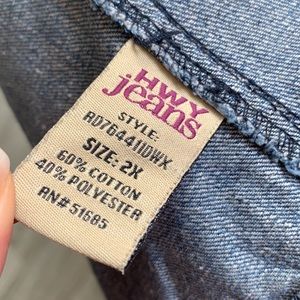 HWY
jeans
STYLE:
RD764411DWX
SIZE: 2X
60% COTTON
40% POLYESTER
RN# 51685